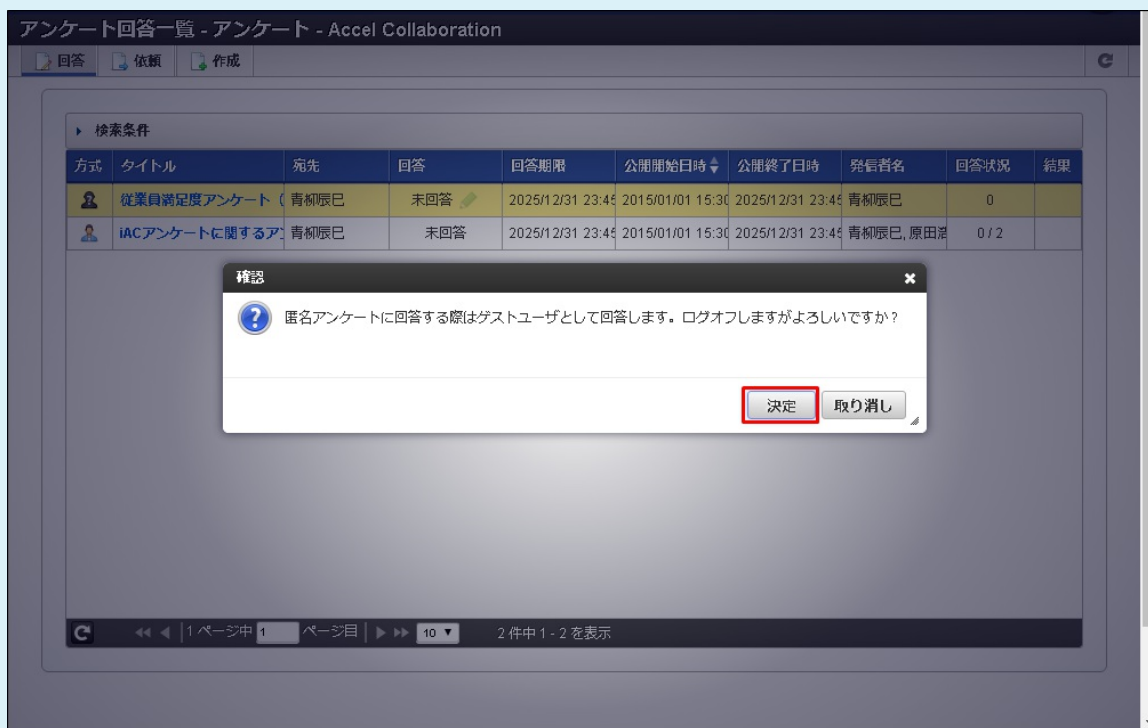 アンケート回答一覧 - アンケート - Accel Collaboration
回答 依頼 作成
検索条件
方式 タイトル 宛先 回答 回答期限 公開開始日時 公開終了日時 発信者名 回答状況 結果
従業員満足度アンケート ( 青柳辰巳 未回答 2025/12/31 23:45 2015/01/01 15:30 2025/12/31 23:45 青柳辰巳 0
iACアンケートに関するア 青柳辰巳 未回答 2025/12/31 23:45 2015/01/01 15:30 2025/12/31 23:45 青柳辰巳, 原田浩 0 / 2
確認
匿名アンケートに回答する際はゲストユーザとして回答します。ログオフしますがよろしいですか?
決定 取り消し
1 ページ中 1 ページ目 10 2 件中 1 - 2 を表示